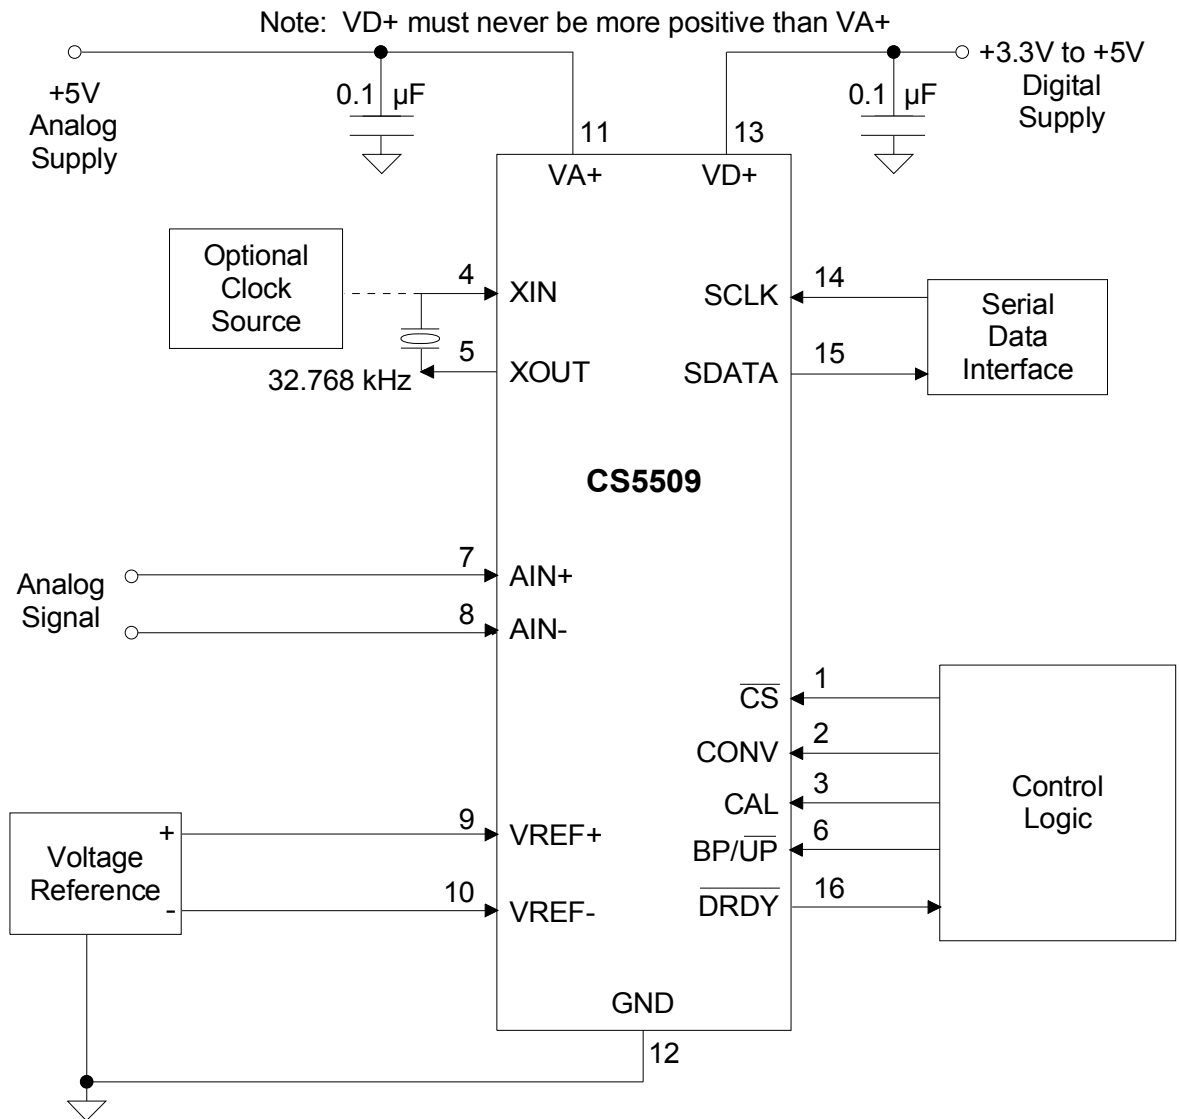 Note: VD+ must never be more positive than VA+
+5V
Analog
Supply
0.1 µF
11
13
0.1 µF
+3.3V to +5V
Digital
Supply
VA+
VD+
Optional
Clock
Source
4
XIN
5
XOUT
32.768 kHz
SCLK
14
SDATA
15
Serial
Data
Interface
CS5509
Analog
Signal
7
AIN+
8
AIN-
CS
1
CONV
2
CAL
3
BP/UP
6
DRDY
16
Control
Logic
Voltage
Reference
+
-
9
VREF+
10
VREF-
GND
12